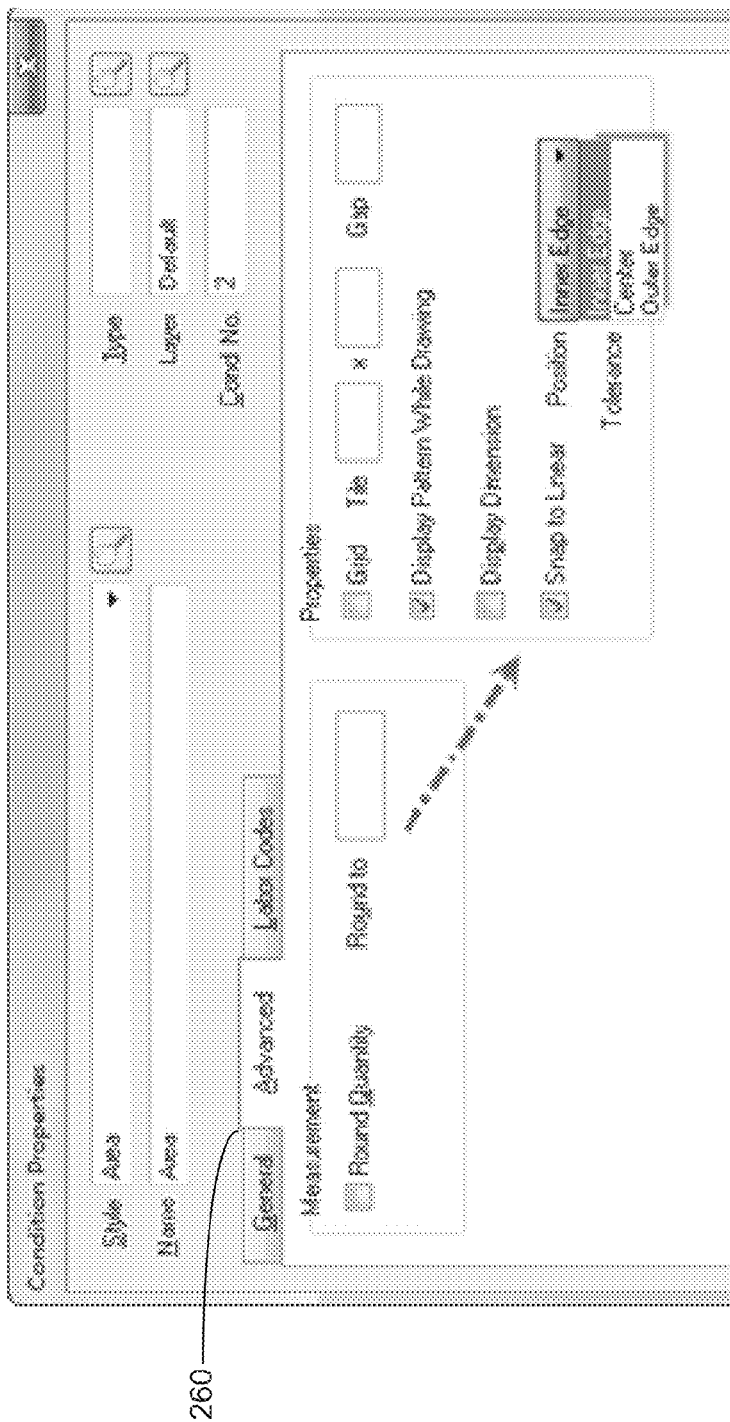 Condition Properties
Style Area
Type
Name Area
Layer Default
Cond No. 2
General Advanced Labor Codes
Measurement
Round Quantity Round to
Properties
Grid Tile x Gap
Display Pattern While Drawing
Display Dimension
Snap to Linear Position Inner Edge
Tolerance
Center
Outer Edge
260